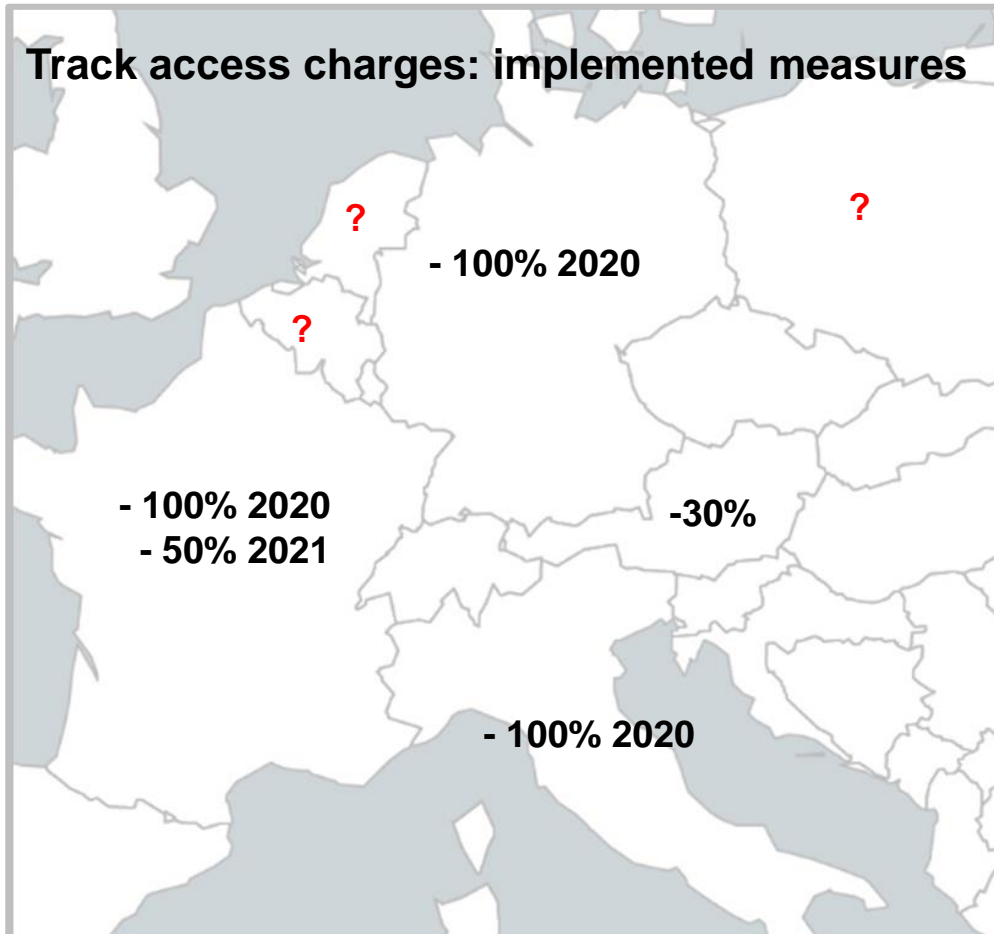 Track access charges: implemented measures
?
?
- 100% 2020
?
- 100% 2020
- 50% 2021
-30%
- 100% 2020